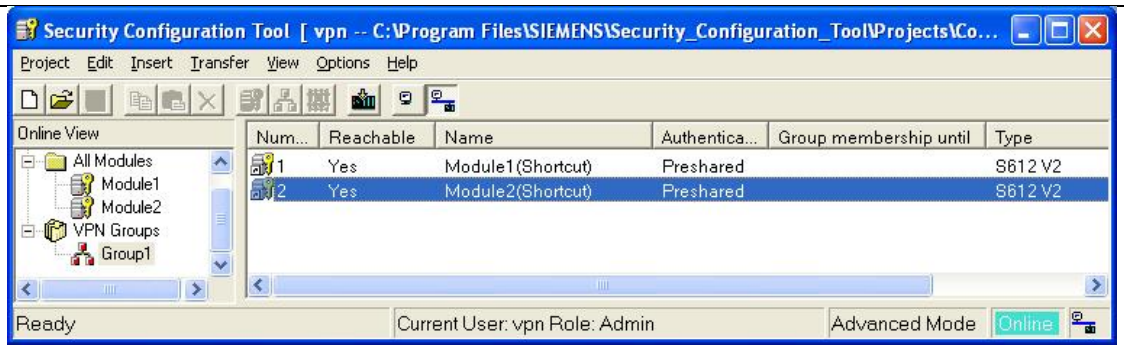 Security Configuration Tool [ vpn -- C:\Program Files\SIEMENS\Security_Configuration_Tool\Projects\Co...
Project Edit Insert Transfer View Options Help
Online View
All Modules
Module1
Module2
VPN Groups
Group1
Num... Reachable Name Authentica... Group membership until Type
1 Yes Module1(Shortcut) Preshared S612 V2
2 Yes Module2(Shortcut) Preshared S612 V2
Ready Current User: vpn Role: Admin Advanced Mode Online